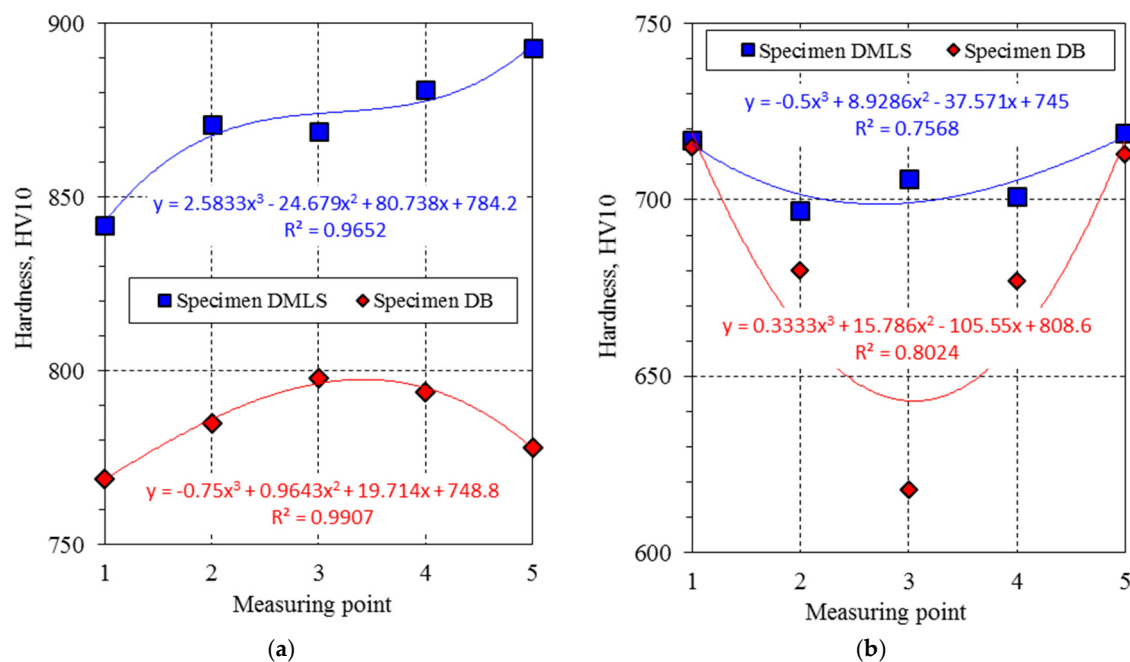 900
850
800
750
Hardness, HV10
y = 2.5833x³ - 24.679x² + 80.738x + 784.2
R² = 0.9652
Specimen DMLS Specimen DB
y = -0.75x³ + 0.9643x² + 19.714x + 748.8
R² = 0.9907
1 2 3 4 5
Measuring point
(a)
750
700
650
600
Hardness, HV10
Specimen DMLS Specimen DB
y = -0.5x³ + 8.9286x² - 37.571x + 745
R² = 0.7568
y = 0.3333x³ + 15.786x² - 105.55x + 808.6
R² = 0.8024
1 2 3 4 5
Measuring point
(b)